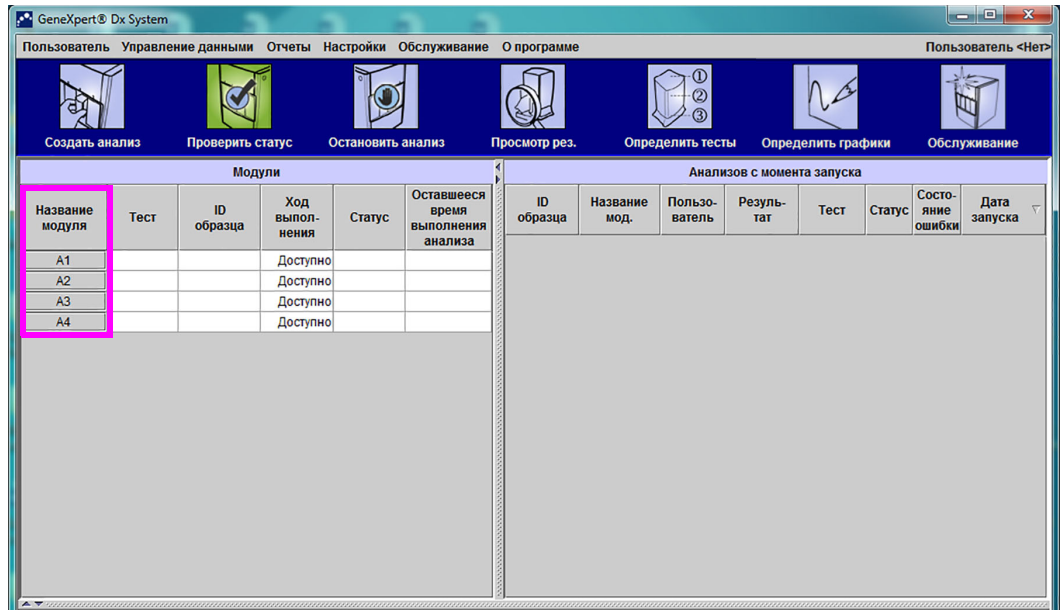 GeneXpert® Dx System
Пользователь Управление данными Отчеты Настройки Обслуживание О программе Пользователь <Нет>
① ② ③
Создать анализ Проверить статус Остановить анализ Просмотр рез. Определить тесты Определить графики Обслуживание
Модули
Название
модуля
Тест
ID
образца
Ход
выпол-
нения
Статус
Оставшееся
время
выполнения
анализа
A1 Доступно
A2 Доступно
A3 Доступно
A4 Доступно
Анализов с момента запуска
ID
образца
Название
мод.
Пользо-
ватель
Резуль-
тат
Тест
Статус
Состо-
яние
ошибки
Дата
запуска